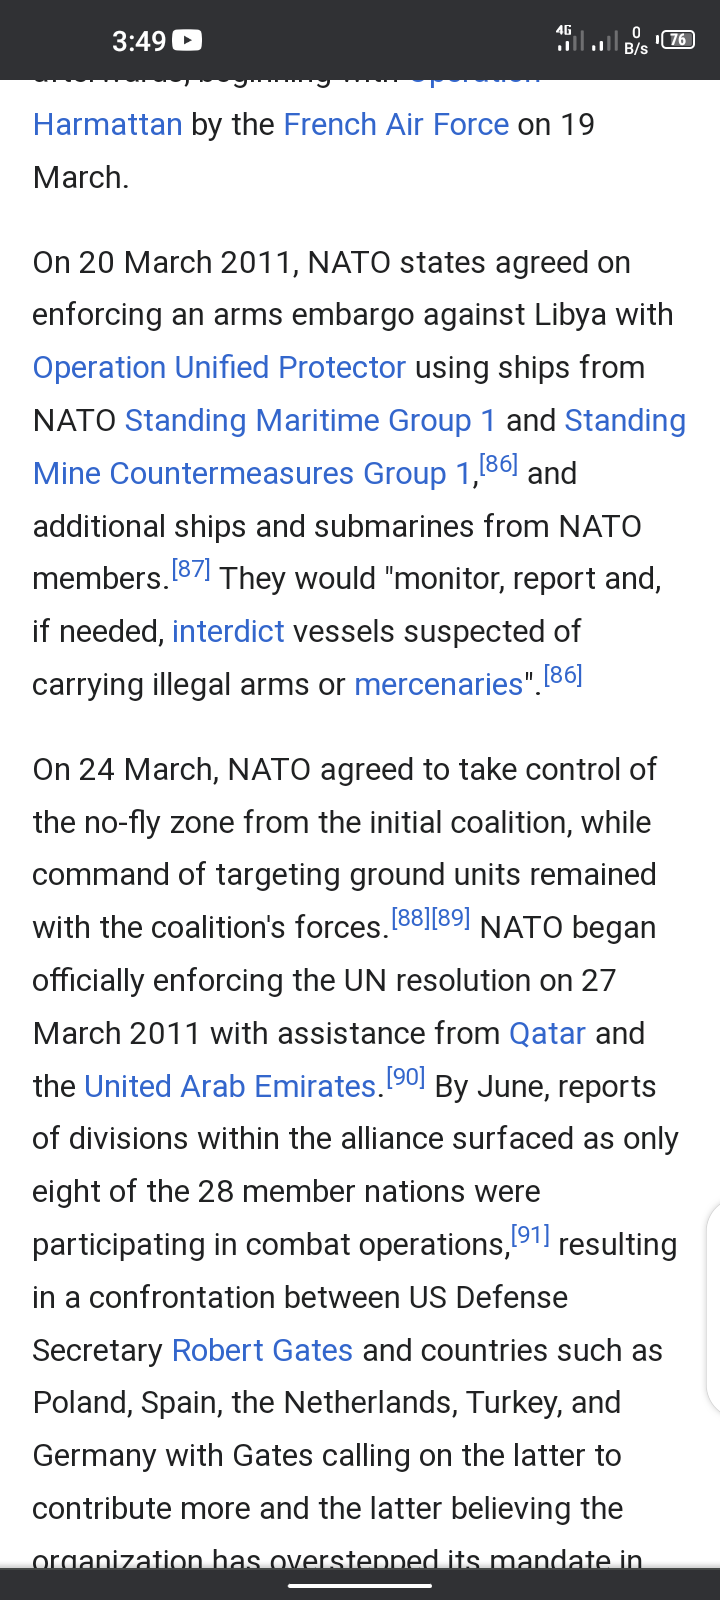 3:49
4G
0
B/s
76
afterwards, beginning with Operation
Harmattan by the French Air Force on 19
March.
On 20 March 2011, NATO states agreed on
enforcing an arms embargo against Libya with
Operation Unified Protector using ships from
NATO Standing Maritime Group 1 and Standing
Mine Countermeasures Group 1,[86] and
additional ships and submarines from NATO
members.[87] They would "monitor, report and,
if needed, interdict vessels suspected of
carrying illegal arms or mercenaries".[86]
On 24 March, NATO agreed to take control of
the no-fly zone from the initial coalition, while
command of targeting ground units remained
with the coalition's forces.[88][89] NATO began
officially enforcing the UN resolution on 27
March 2011 with assistance from Qatar and
the United Arab Emirates.[90] By June, reports
of divisions within the alliance surfaced as only
eight of the 28 member nations were
participating in combat operations,[91] resulting
in a confrontation between US Defense
Secretary Robert Gates and countries such as
Poland, Spain, the Netherlands, Turkey, and
Germany with Gates calling on the latter to
contribute more and the latter believing the
organization has overstepped its mandate in